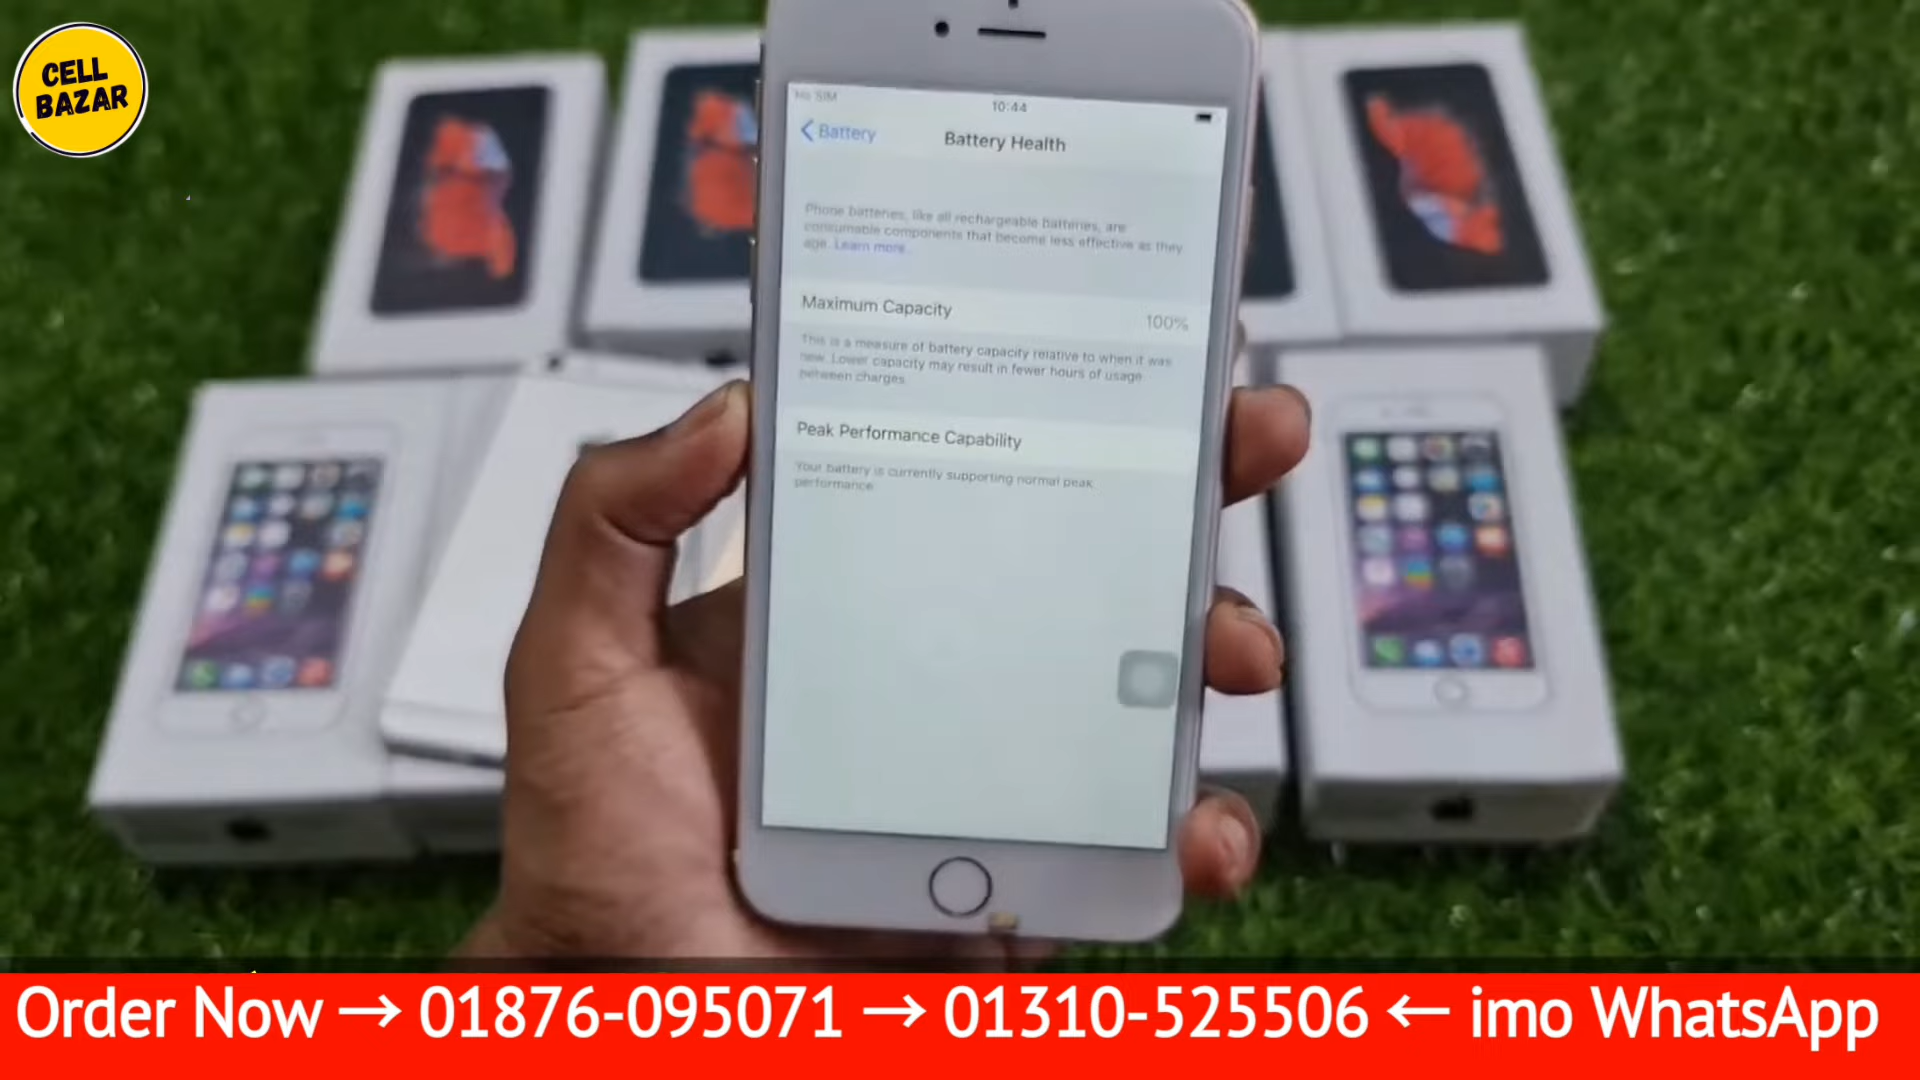 CELL
BAZAR
No SIM
10:44
Battery
Battery Health
Phone batteries, like all rechargeable batteries, are
consumable components that become less effective as they
age. Learn more...
Maximum Capacity
100%
This is a measure of battery capacity relative to when it was
new. Lower capacity may result in fewer hours of usage
between charges.
Peak Performance Capability
Your battery is currently supporting normal peak
performance.
Order Now → 01876-095071 → 01310-525506 ← imo WhatsApp